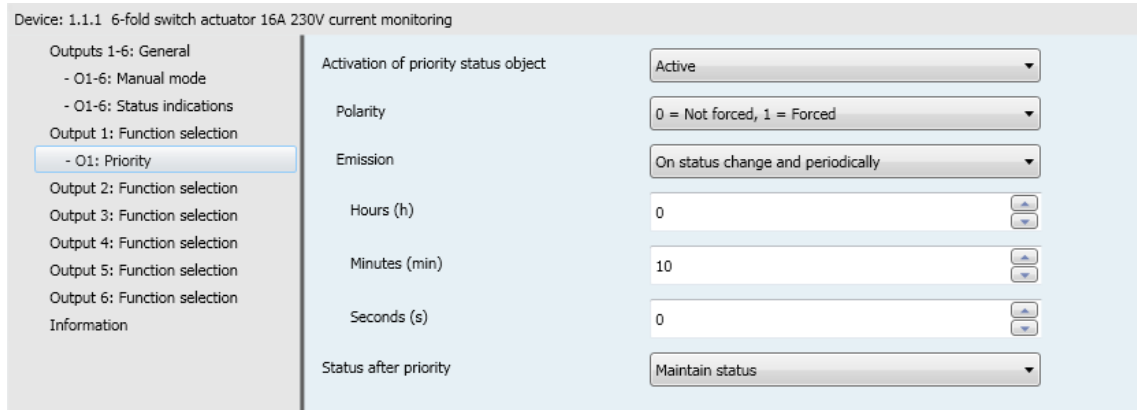 Device: 1.1.1 6-fold switch actuator 16A 230V current monitoring
Outputs 1-6: General
- O1-6: Manual mode
- O1-6: Status indications
Output 1: Function selection
- O1: Priority
Output 2: Function selection
Output 3: Function selection
Output 4: Function selection
Output 5: Function selection
Output 6: Function selection
Information
Activation of priority status object Active
Polarity 0 = Not forced, 1 = Forced
Emission On status change and periodically
Hours (h) 0
Minutes (min) 10
Seconds (s) 0
Status after priority Maintain status